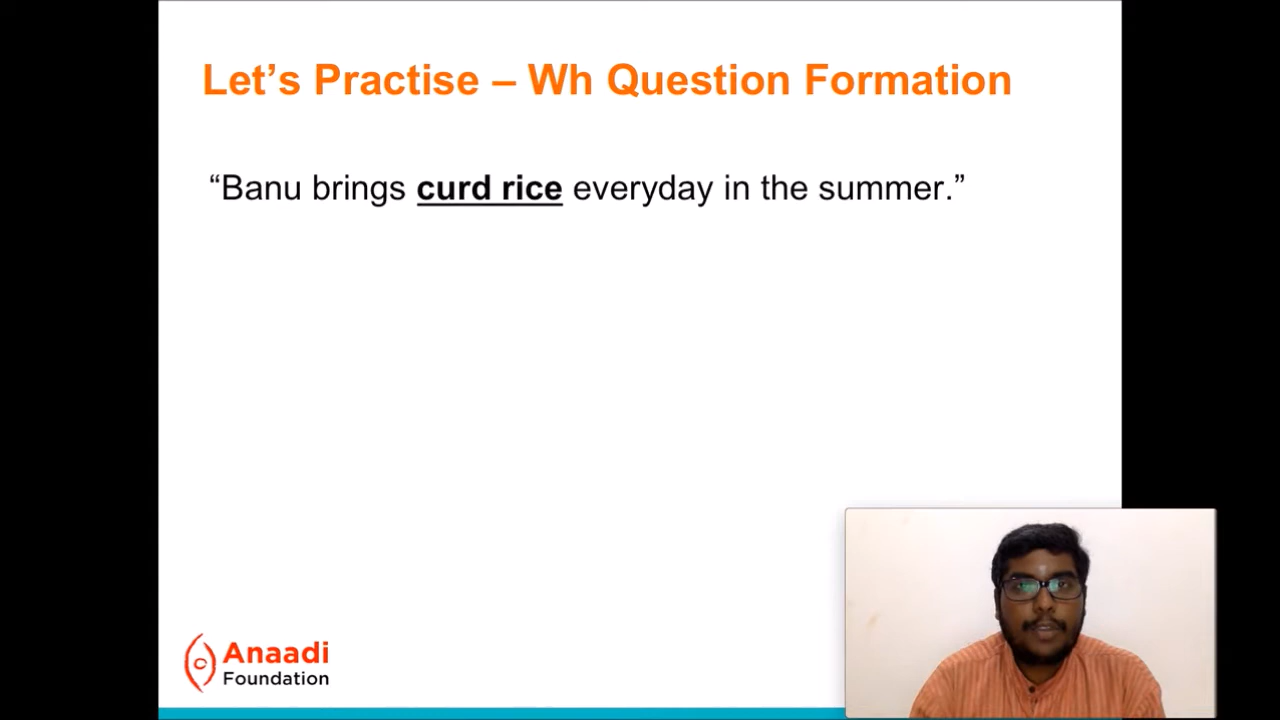 Let’s Practise – Wh Question Formation
“Banu brings curd rice everyday in the summer.”
Anaadi
Foundation